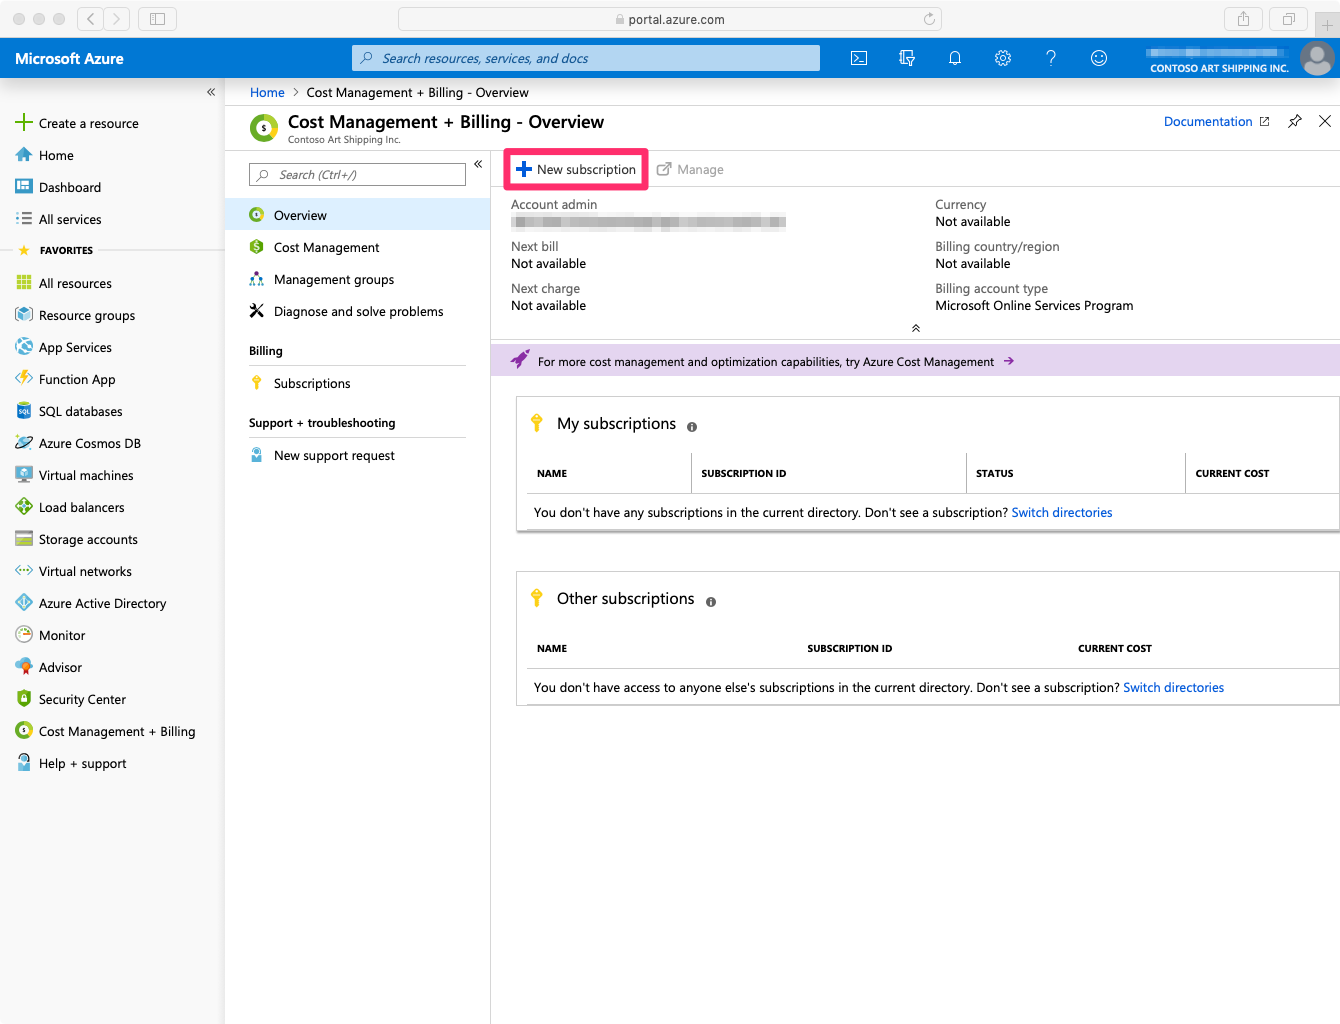 portal.azure.com
Microsoft Azure
Search resources, services, and docs
CONTOSO ART SHIPPING INC.
Create a resource
Home
Dashboard
All services
FAVORITES
All resources
Resource groups
App Services
Function App
SQL databases
Azure Cosmos DB
Virtual machines
Load balancers
Storage accounts
Virtual networks
Azure Active Directory
Monitor
Advisor
Security Center
Cost Management + Billing
Help + support
Home > Cost Management + Billing - Overview
Cost Management + Billing - Overview
Contoso Art Shipping Inc.
Documentation
Search (Ctrl+/)
Overview
Cost Management
Management groups
Diagnose and solve problems
Billing
Subscriptions
Support + troubleshooting
New support request
New subscription
Manage
Account admin
Next bill
Not available
Next charge
Not available
Currency
Not available
Billing country/region
Not available
Billing account type
Microsoft Online Services Program
For more cost management and optimization capabilities, try Azure Cost Management
My subscriptions
NAME SUBSCRIPTION ID STATUS CURRENT COST
You don't have any subscriptions in the current directory. Don't see a subscription? Switch directories
Other subscriptions
NAME SUBSCRIPTION ID CURRENT COST
You don't have access to anyone else's subscriptions in the current directory. Don't see a subscription? Switch directories